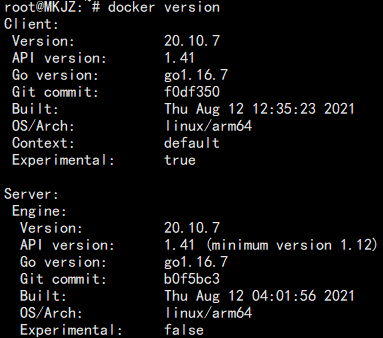 root@MKJZ:~# docker version
Client:
 Version:           20.10.7
 API version:       1.41
 Go version:        go1.16.7
 Git commit:        f0df350
 Built:             Thu Aug 12 12:35:23 2021
 OS/Arch:           linux/arm64
 Context:           default
 Experimental:      true

Server:
 Engine:
  Version:          20.10.7
  API version:      1.41 (minimum version 1.12)
  Go version:       go1.16.7
  Git commit:       b0f5bc3
  Built:            Thu Aug 12 04:01:56 2021
  OS/Arch:          linux/arm64
  Experimental:     false